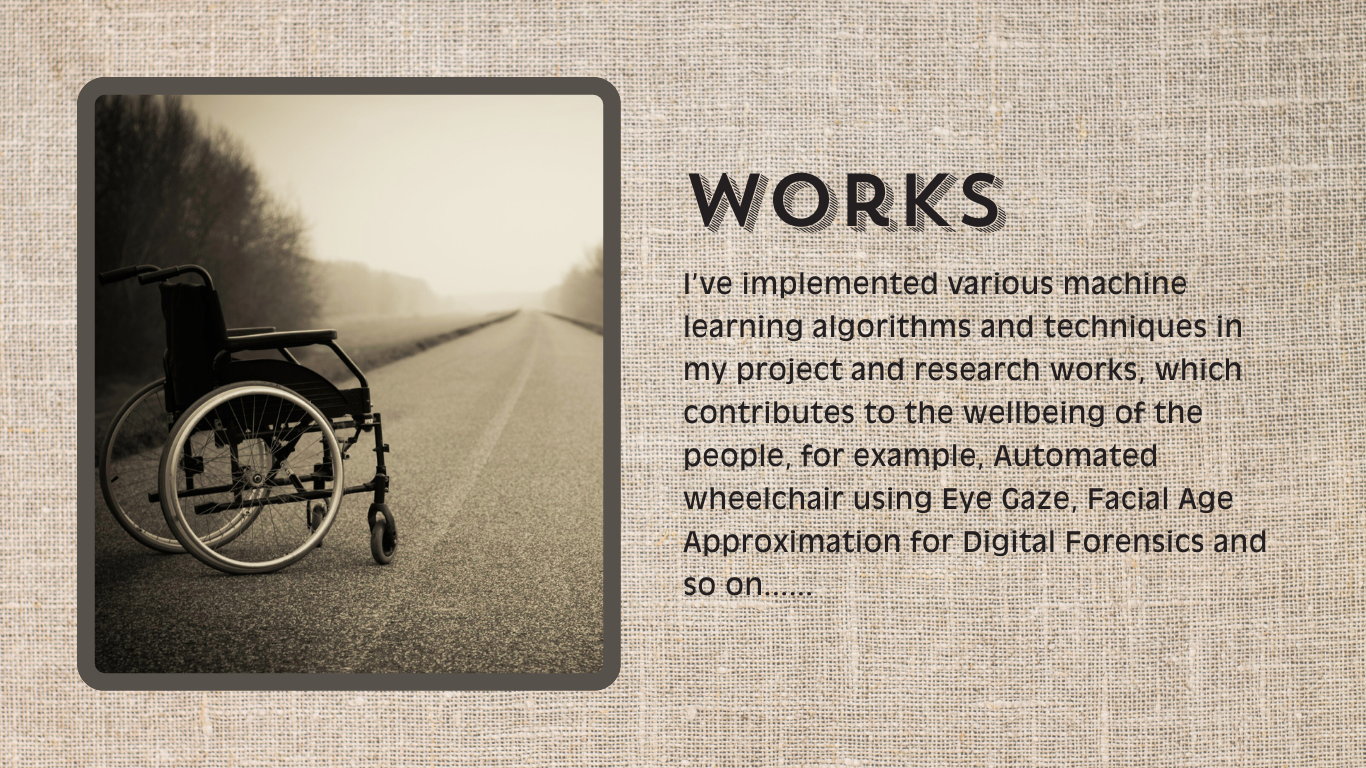 WORKS
I've implemented various machine
learning algorithms and techniques in
my project and research works, which
contributes to the wellbeing of the
people, for example, Automated
wheelchair using Eye Gaze, Facial Age
Approximation for Digital Forensics and
so on......